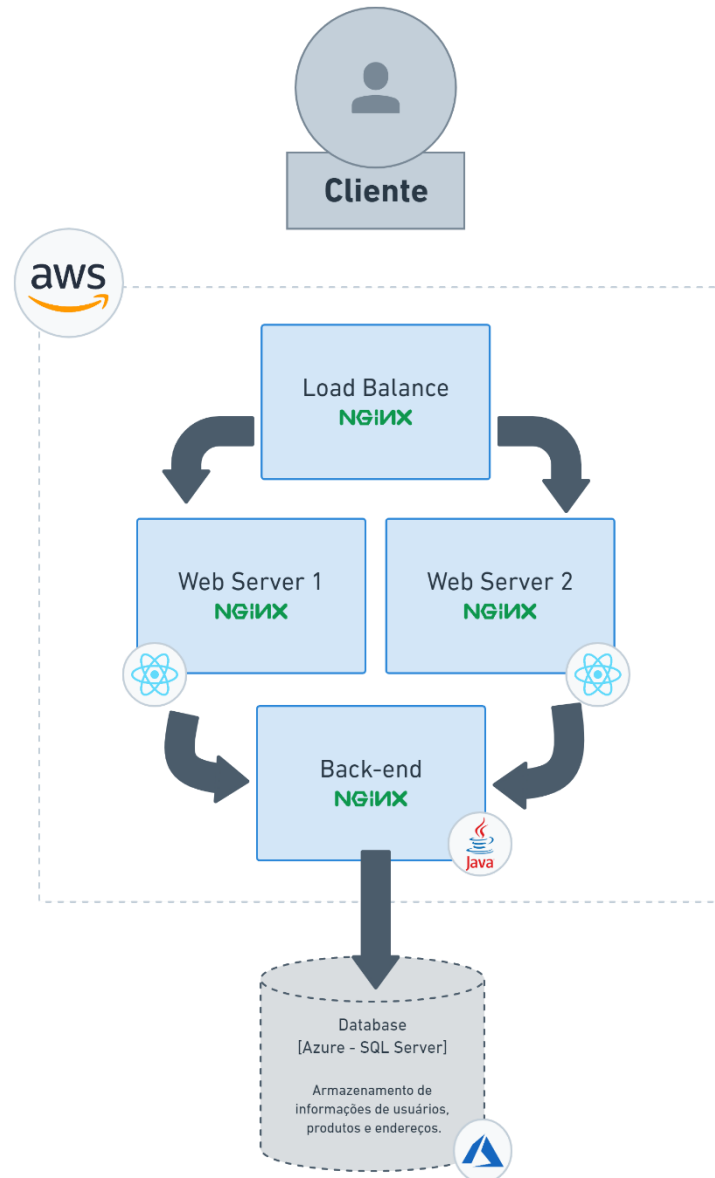 Cliente
aws
Load Balance
NGINX
Web Server 1
NGINX
Web Server 2
NGINX
Back-end
NGINX
Java
Database
[Azure - SQL Server]
Armazenamento de
informações de usuários,
produtos e endereços.